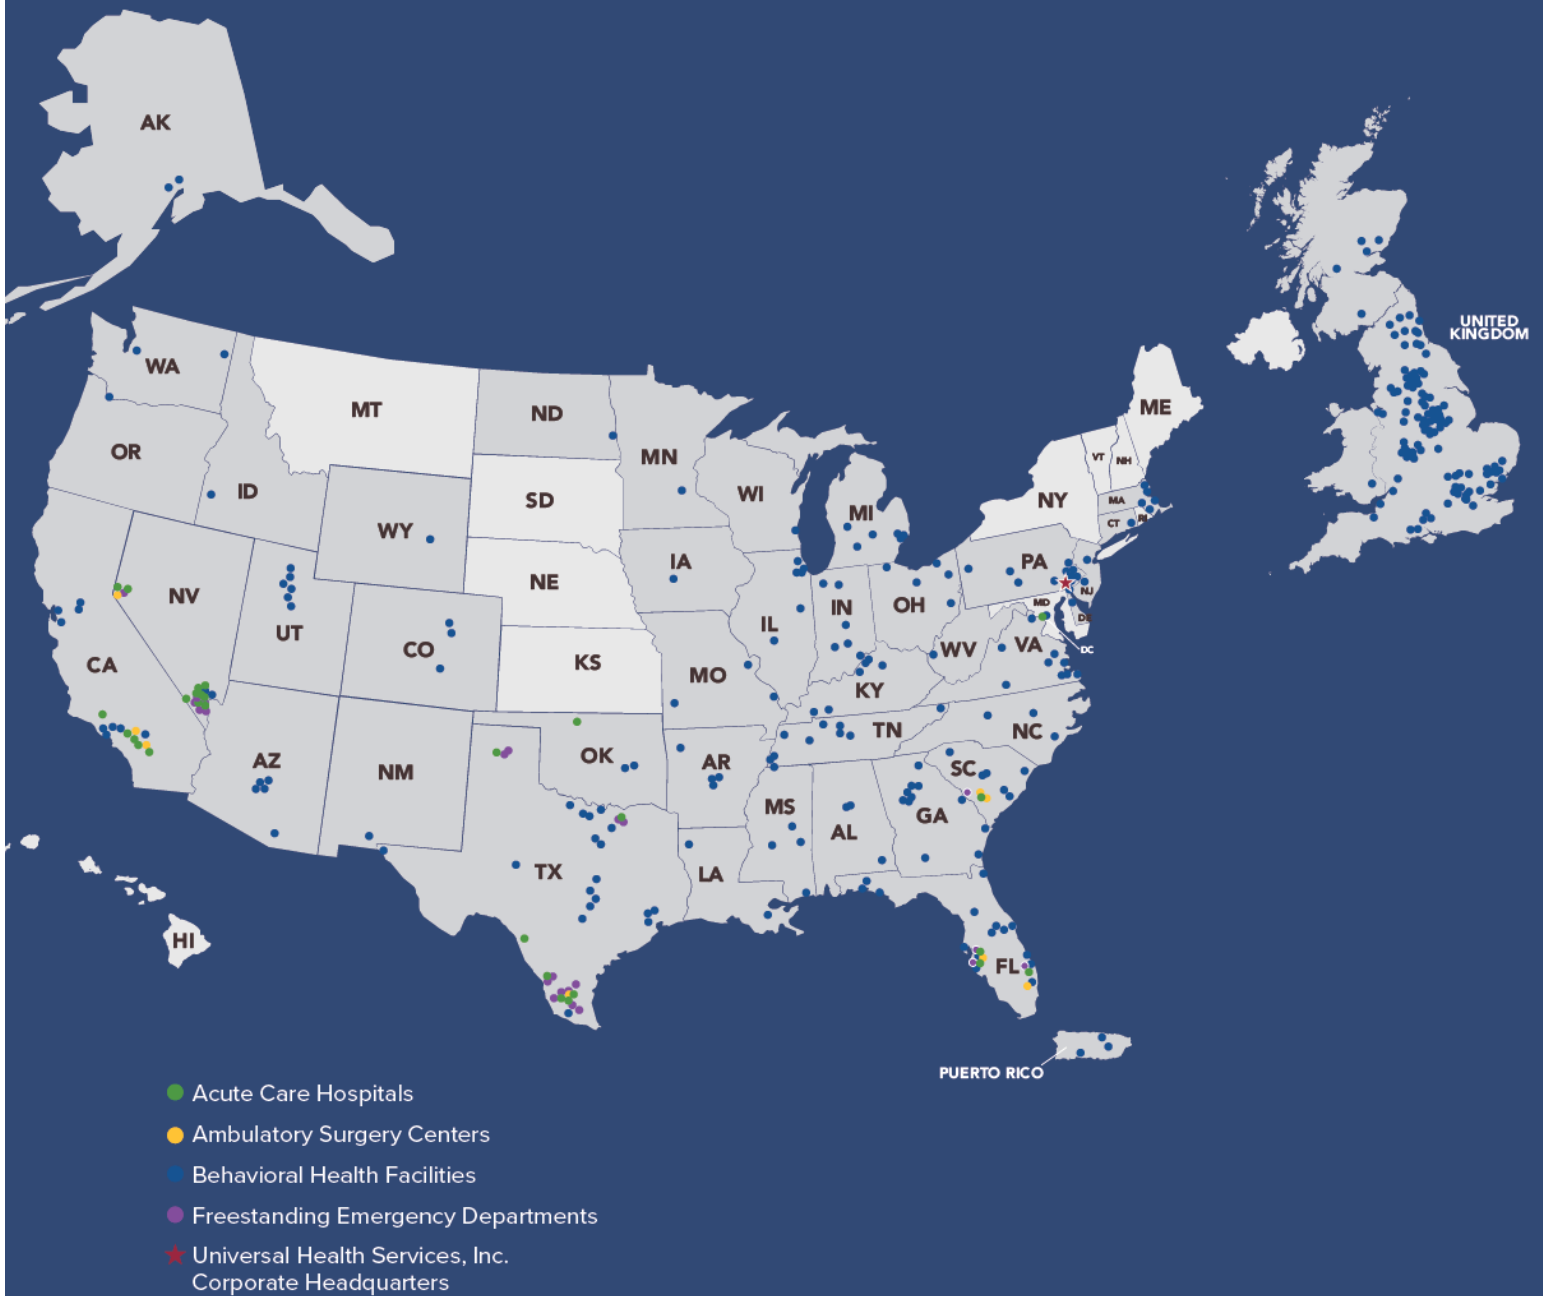 AK
UNITED
KINGDOM
WA
MT
ND
MN
ME
OR
ID
SD
WI
VT
NH
NY
MI
MA
CT
RI
WY
IA
PA
NV
NE
IL
IN
OH
NJ
MD
DE
UT
CO
KS
MO
WV
VA
DC
CA
KY
AZ
NM
OK
AR
TN
NC
SC
MS
AL
GA
TX
LA
HI
FL
PUERTO RICO
Acute Care Hospitals
Ambulatory Surgery Centers
Behavioral Health Facilities
Freestanding Emergency Departments
Universal Health Services, Inc.
Corporate Headquarters